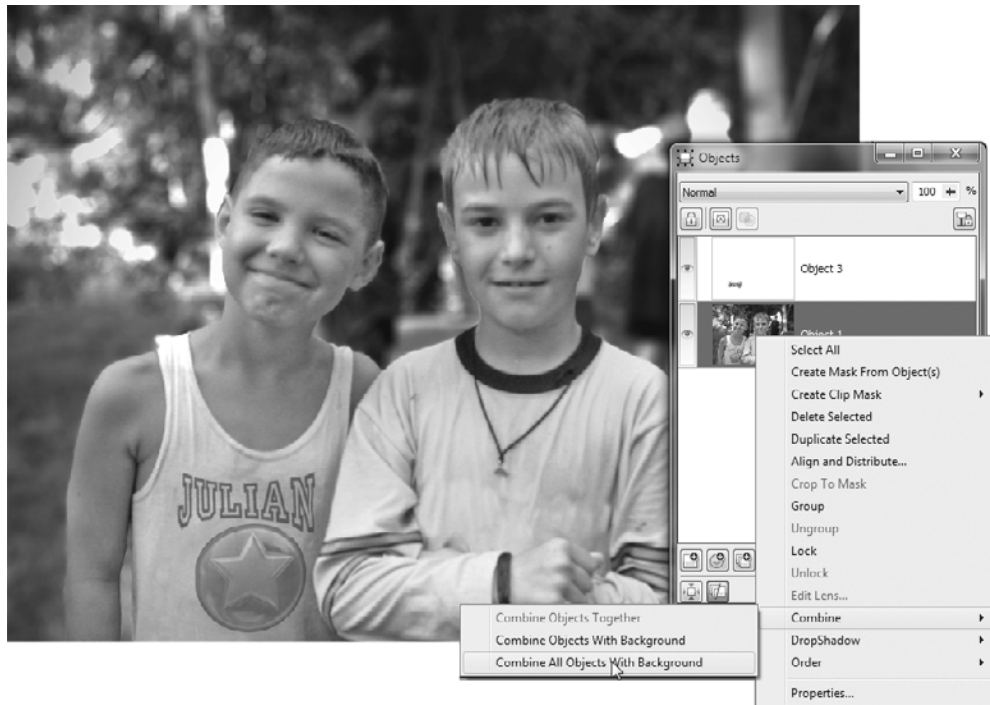 JULIAN
Objects
Normal
100
%
Object 3
Object 1
Select All
Create Mask From Object(s)
Create Clip Mask
Delete Selected
Duplicate Selected
Align and Distribute...
Crop To Mask
Group
Ungroup
Lock
Unlock
Edit Lens...
Combine
DropShadow
Order
Properties...
Combine Objects Together
Combine Objects With Background
Combine All Objects With Background